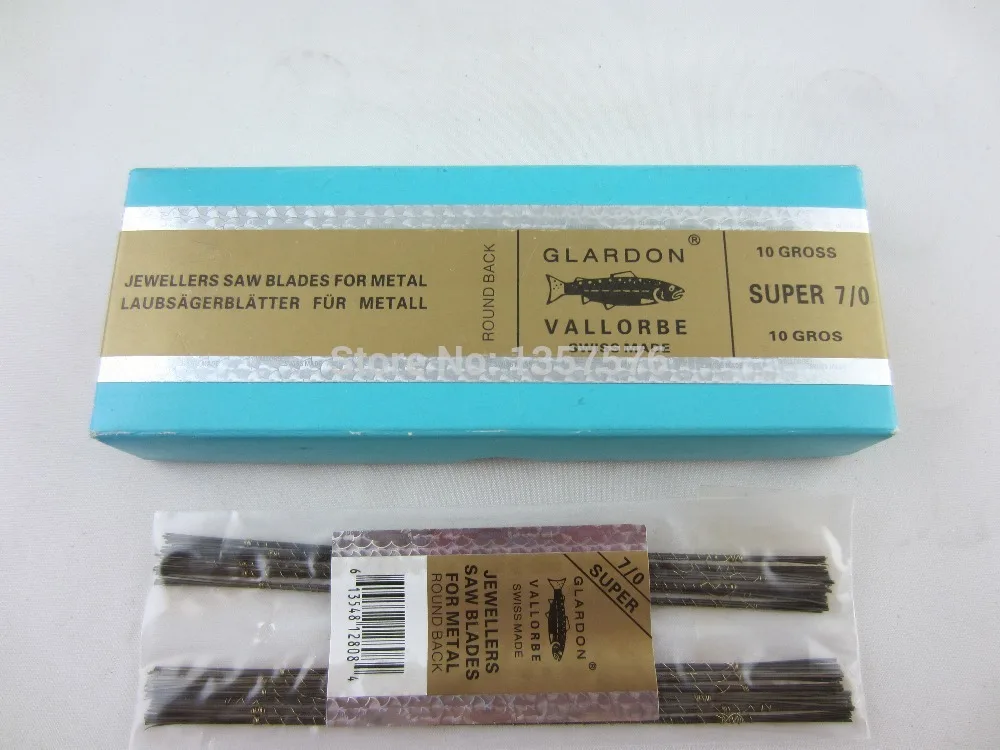 JEWELLERS SAW BLADES FOR METAL
LAUBSÄGERBLÄTTER FÜR METALL
ROUND BACK
GLARDON®
VALLORBE
SWISS MADE
10 GROSS
SUPER 7/0
10 GROS
Store No: 1357576
6 13548 12808 4
JEWELLERS
SAW BLADES
FOR METAL
ROUND BACK
GLARDON®
VALLORBE
SWISS MADE
7/0
SUPER